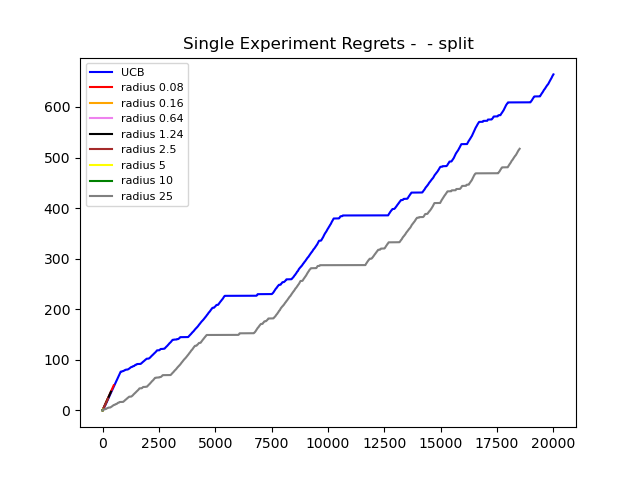 Single Experiment Regrets -  - split
UCB
radius 0.08
radius 0.16
radius 0.64
radius 1.24
radius 2.5
radius 5
radius 10
radius 25
600
500
400
300
200
100
0
0 2500 5000 7500 10000 12500 15000 17500 20000